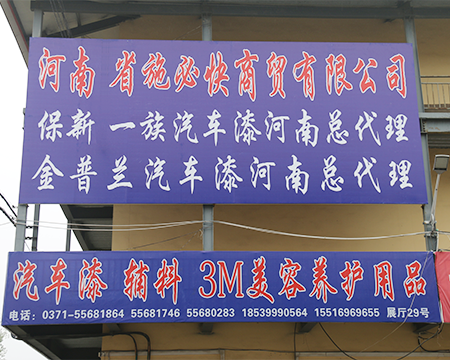 河南省施必快商贸有限公司
保新一族汽车漆河南总代理
金普兰汽车漆河南总代理
汽车漆 辅料 3M美容养护用品
电话：0371-55681864 55681746 55680283 18539990564 15516969655 展厅29号